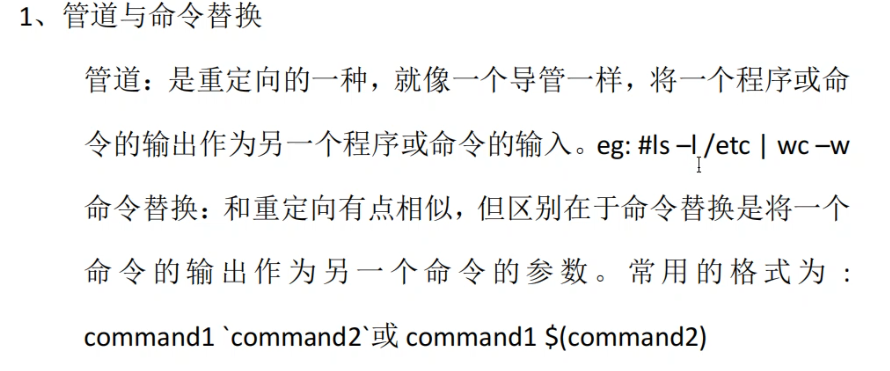 1、管道与命令替换
管道：是重定向的一种，就像一个导管一样，将一个程序或命
令的输出作为另一个程序或命令的输入。eg: #ls –l /etc | wc –w
命令替换：和重定向有点相似，但区别在于命令替换是将一个
命令的输出作为另一个命令的参数。常用的格式为：
command1 `command2`或 command1 $(command2)